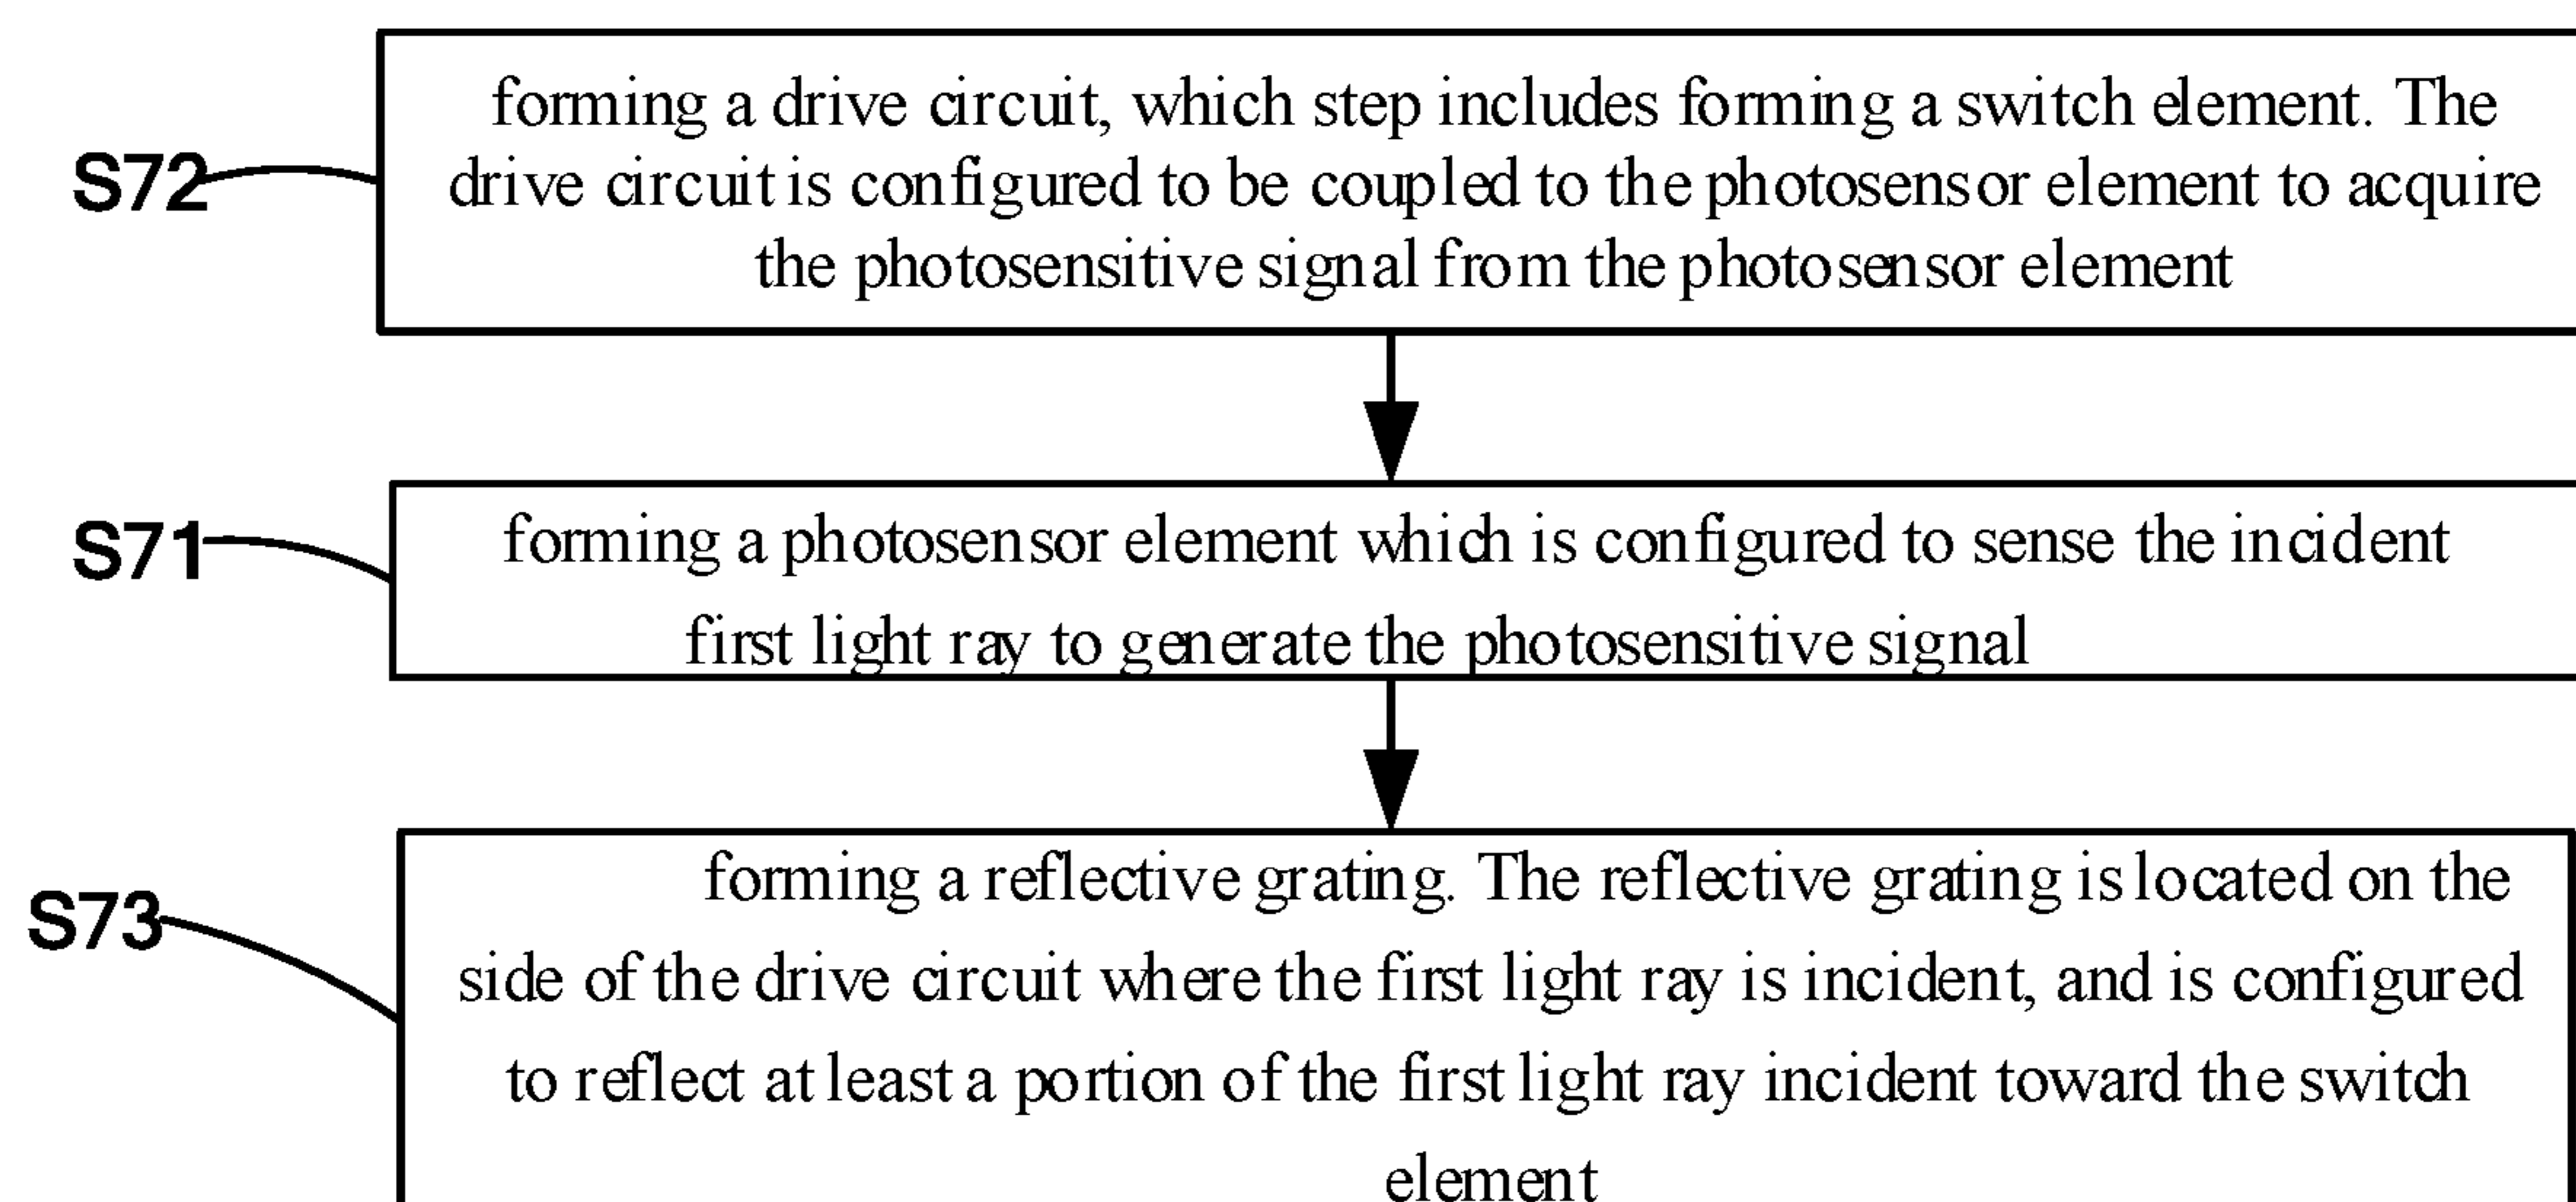 forming a drive circuit, which step includes forming a switch element. The
S72
drive circuit is configured to be coupled to the photosensor element to acquire
the photosensitive signal from the photosensor element
S71
forming a photosensor element which is configured to sense the incident
first light ray to generate the photosensitive signal
S73
forming a reflective grating. The reflective grating is located on the
side of the drive circuit where the first light ray is incident, and is configured
to reflect at least a portion of the first light ray incident toward the switch
element